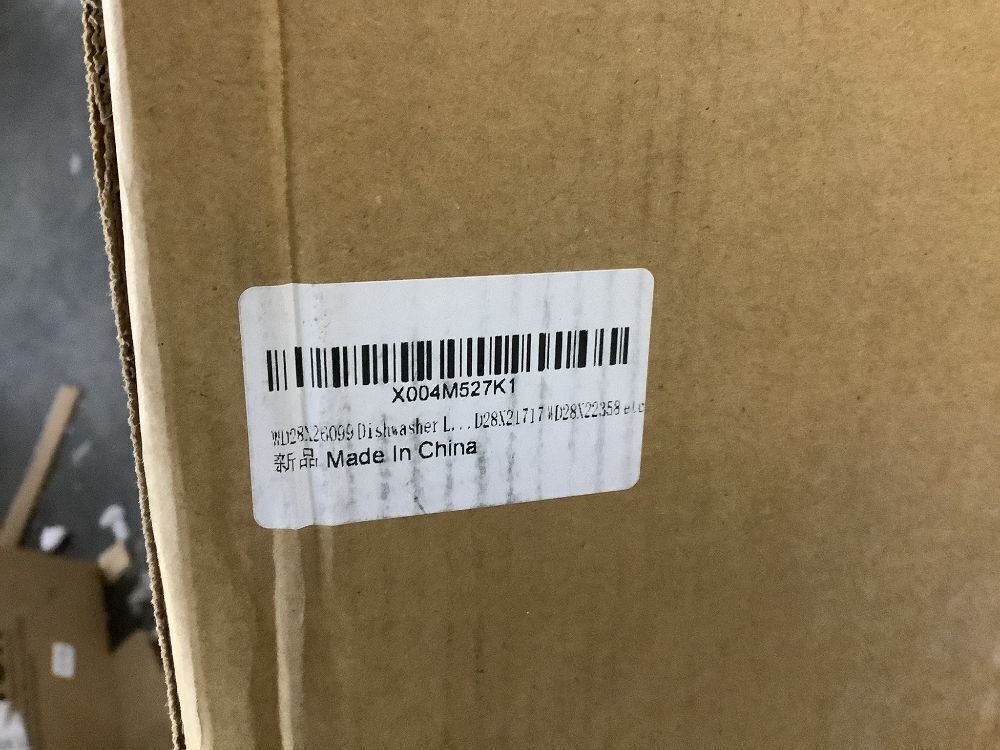 X004M527K1
WD28X26099 Dishwasher L...D28X21717 WD28X22358 etc
新品 Made In China